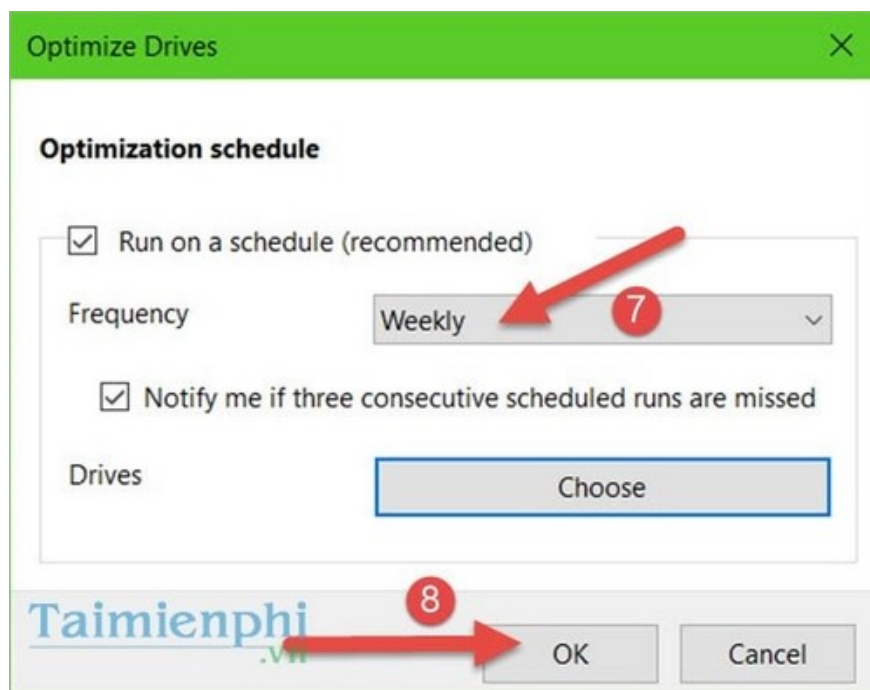 Optimize Drives
Optimization schedule
Run on a schedule (recommended)
Frequency
Weekly
7
Notify me if three consecutive scheduled runs are missed
Drives
Choose
8
Taimienphi
.vn
OK
Cancel